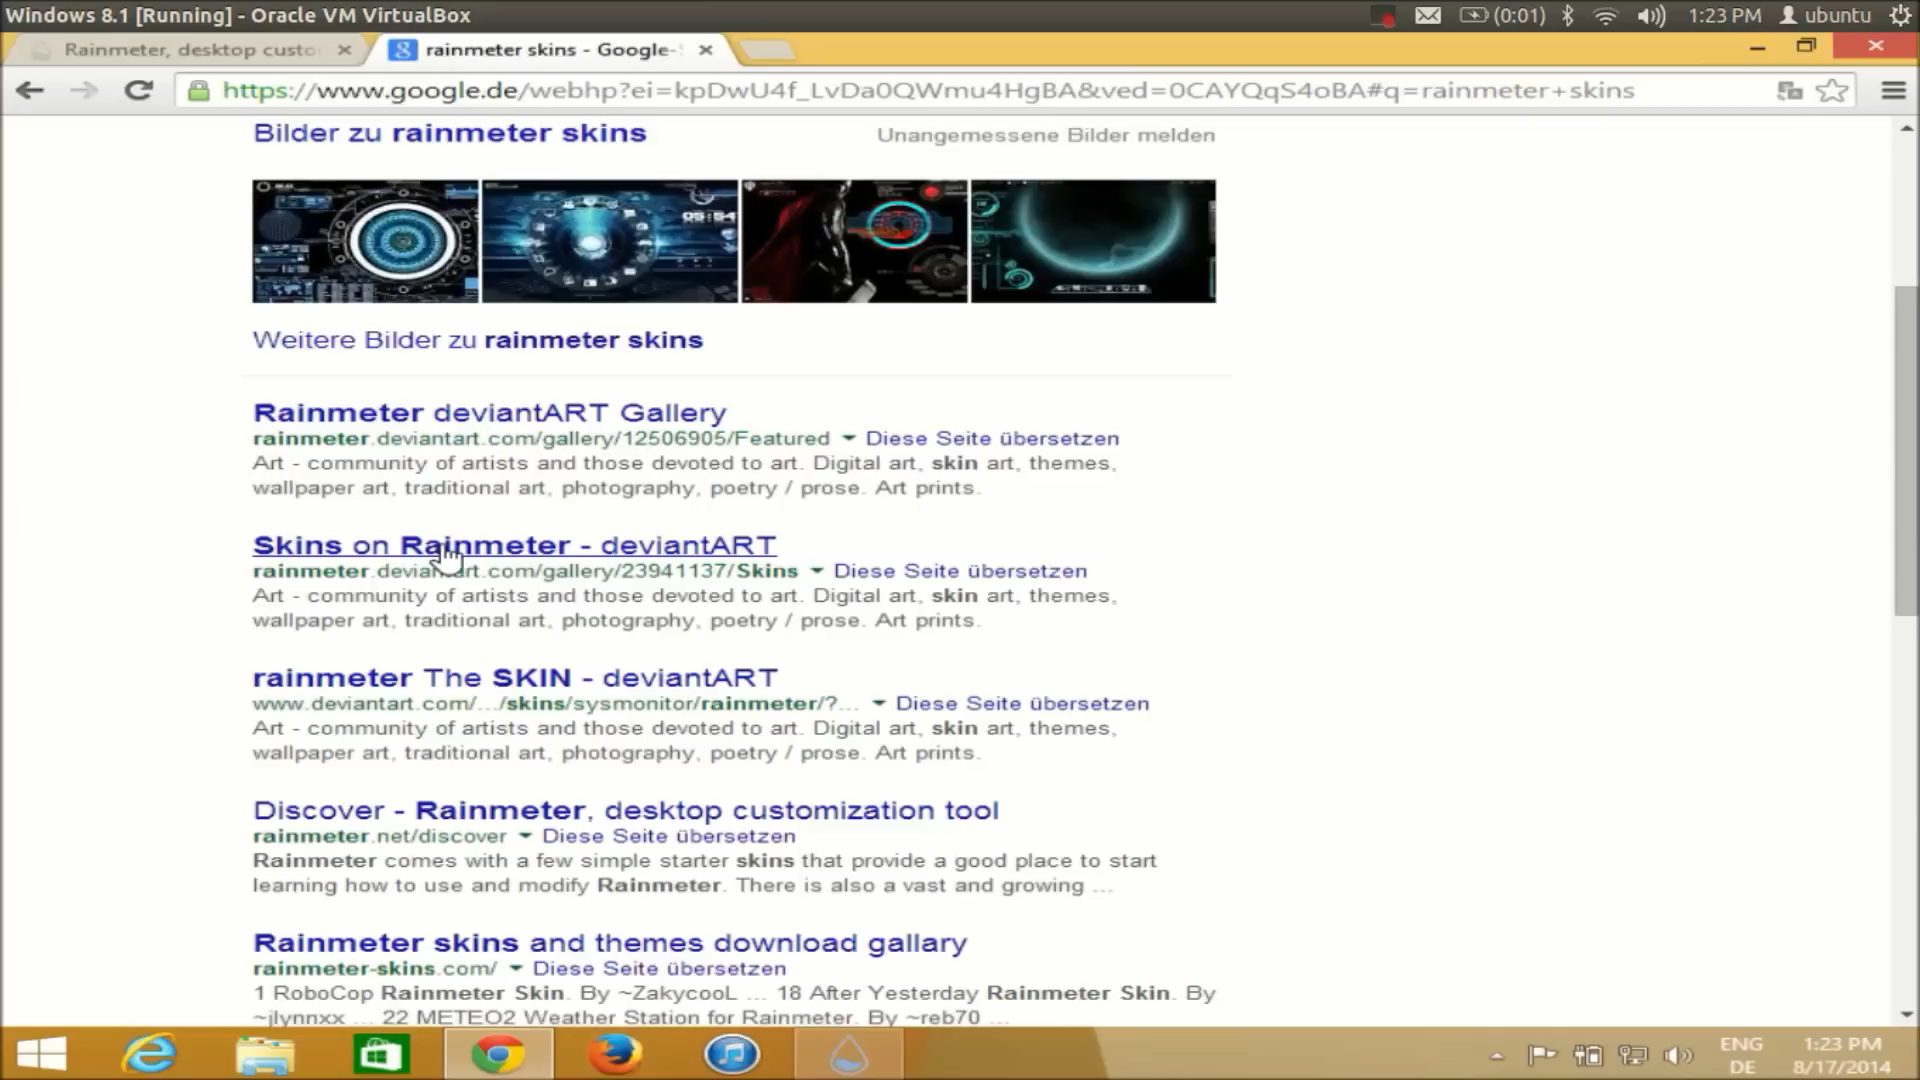 Windows 8.1 [Running] - Oracle VM VirtualBox
(0:01) 1:23 PM ubuntu
Rainmeter, desktop custo
rainmeter skins - Google-
https://www.google.de/webhp?ei=kpDwU4f_LvDa0QWmu4HgBA&ved=0CAYQqS4oBA#q=rainmeter+skins
Bilder zu rainmeter skins
Unangemessene Bilder melden
05:54
Weitere Bilder zu rainmeter skins
Rainmeter deviantART Gallery
rainmeter.deviantart.com/gallery/12506905/Featured Diese Seite übersetzen
Art - community of artists and those devoted to art. Digital art, skin art, themes,
wallpaper art, traditional art, photography, poetry / prose. Art prints.
Skins on Rainmeter - deviantART
rainmeter.deviantart.com/gallery/23941137/Skins Diese Seite übersetzen
Art - community of artists and those devoted to art. Digital art, skin art, themes,
wallpaper art, traditional art, photography, poetry / prose. Art prints.
rainmeter The SKIN - deviantART
www.deviantart.com/.../skins/sysmonitor/rainmeter/?... Diese Seite übersetzen
Art - community of artists and those devoted to art. Digital art, skin art, themes,
wallpaper art, traditional art, photography, poetry / prose. Art prints.
Discover - Rainmeter, desktop customization tool
rainmeter.net/discover Diese Seite übersetzen
Rainmeter comes with a few simple starter skins that provide a good place to start
learning how to use and modify Rainmeter. There is also a vast and growing ...
Rainmeter skins and themes download gallary
rainmeter-skins.com/ Diese Seite übersetzen
1 RoboCop Rainmeter Skin. By ~ZakycooL ... 18 After Yesterday Rainmeter Skin. By
~jlynnxx ... 22 METEO2 Weather Station for Rainmeter. By ~reb70 ...
ENG 1:23 PM
DE 8/17/2014